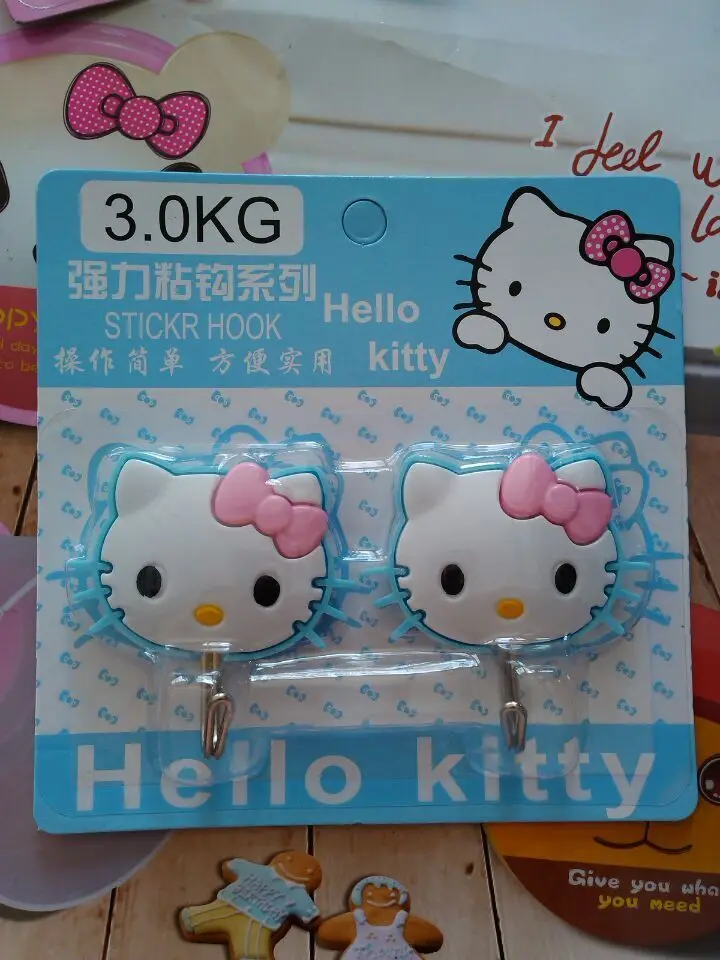 3.0KG
强力粘钩系列
STICKR HOOK
操作简单 方便实用
Hello
kitty
Hello kitty
I feel
Give you
you need